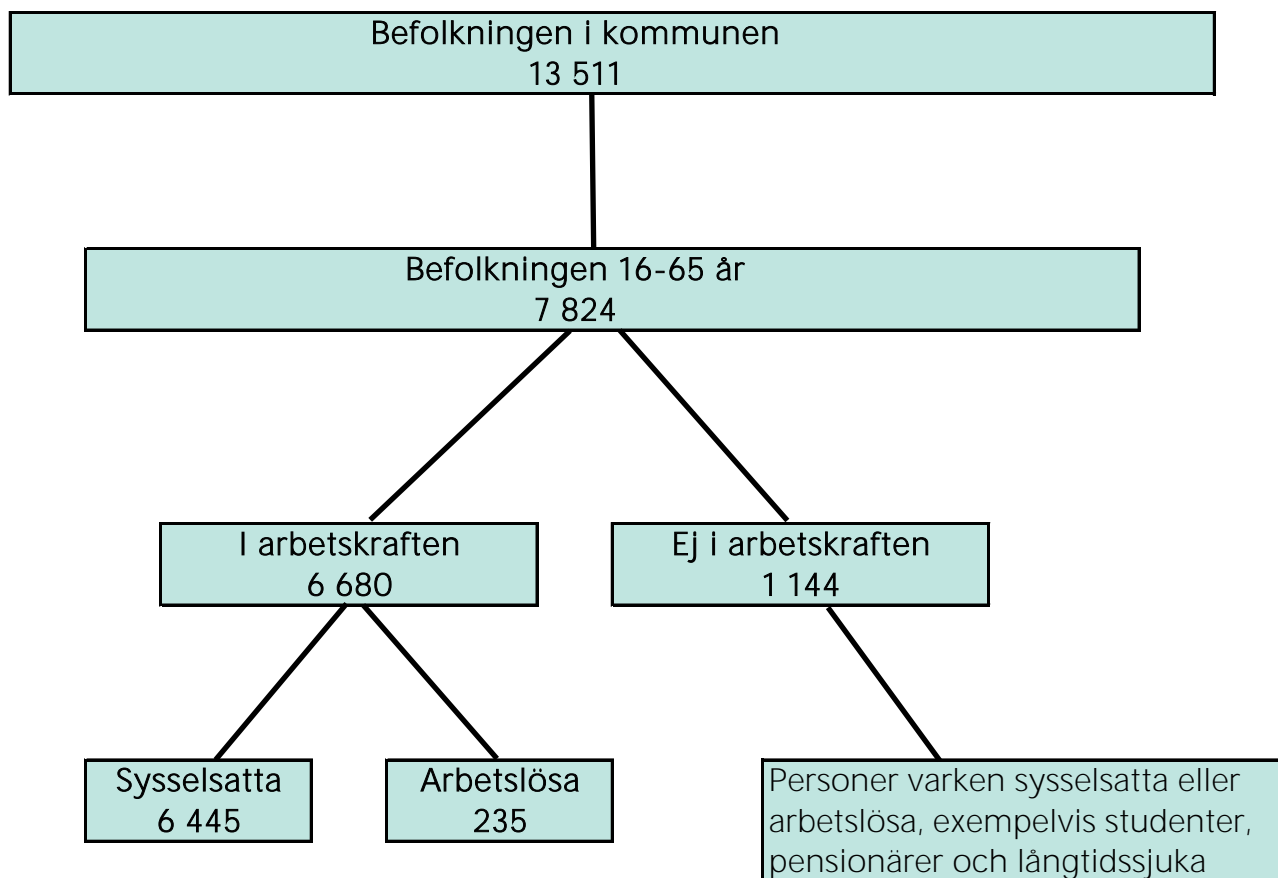 Befolkningen i kommunen
13 511
Befolkningen 16-65 år
7 824
I arbetskraften
6 680
Ej i arbetskraften
1 144
Sysselsatta
6 445
Arbetslösa
235
Personer varken sysselsatta eller
arbetslösa, exempelvis studenter,
pensionärer och långtidssjuka